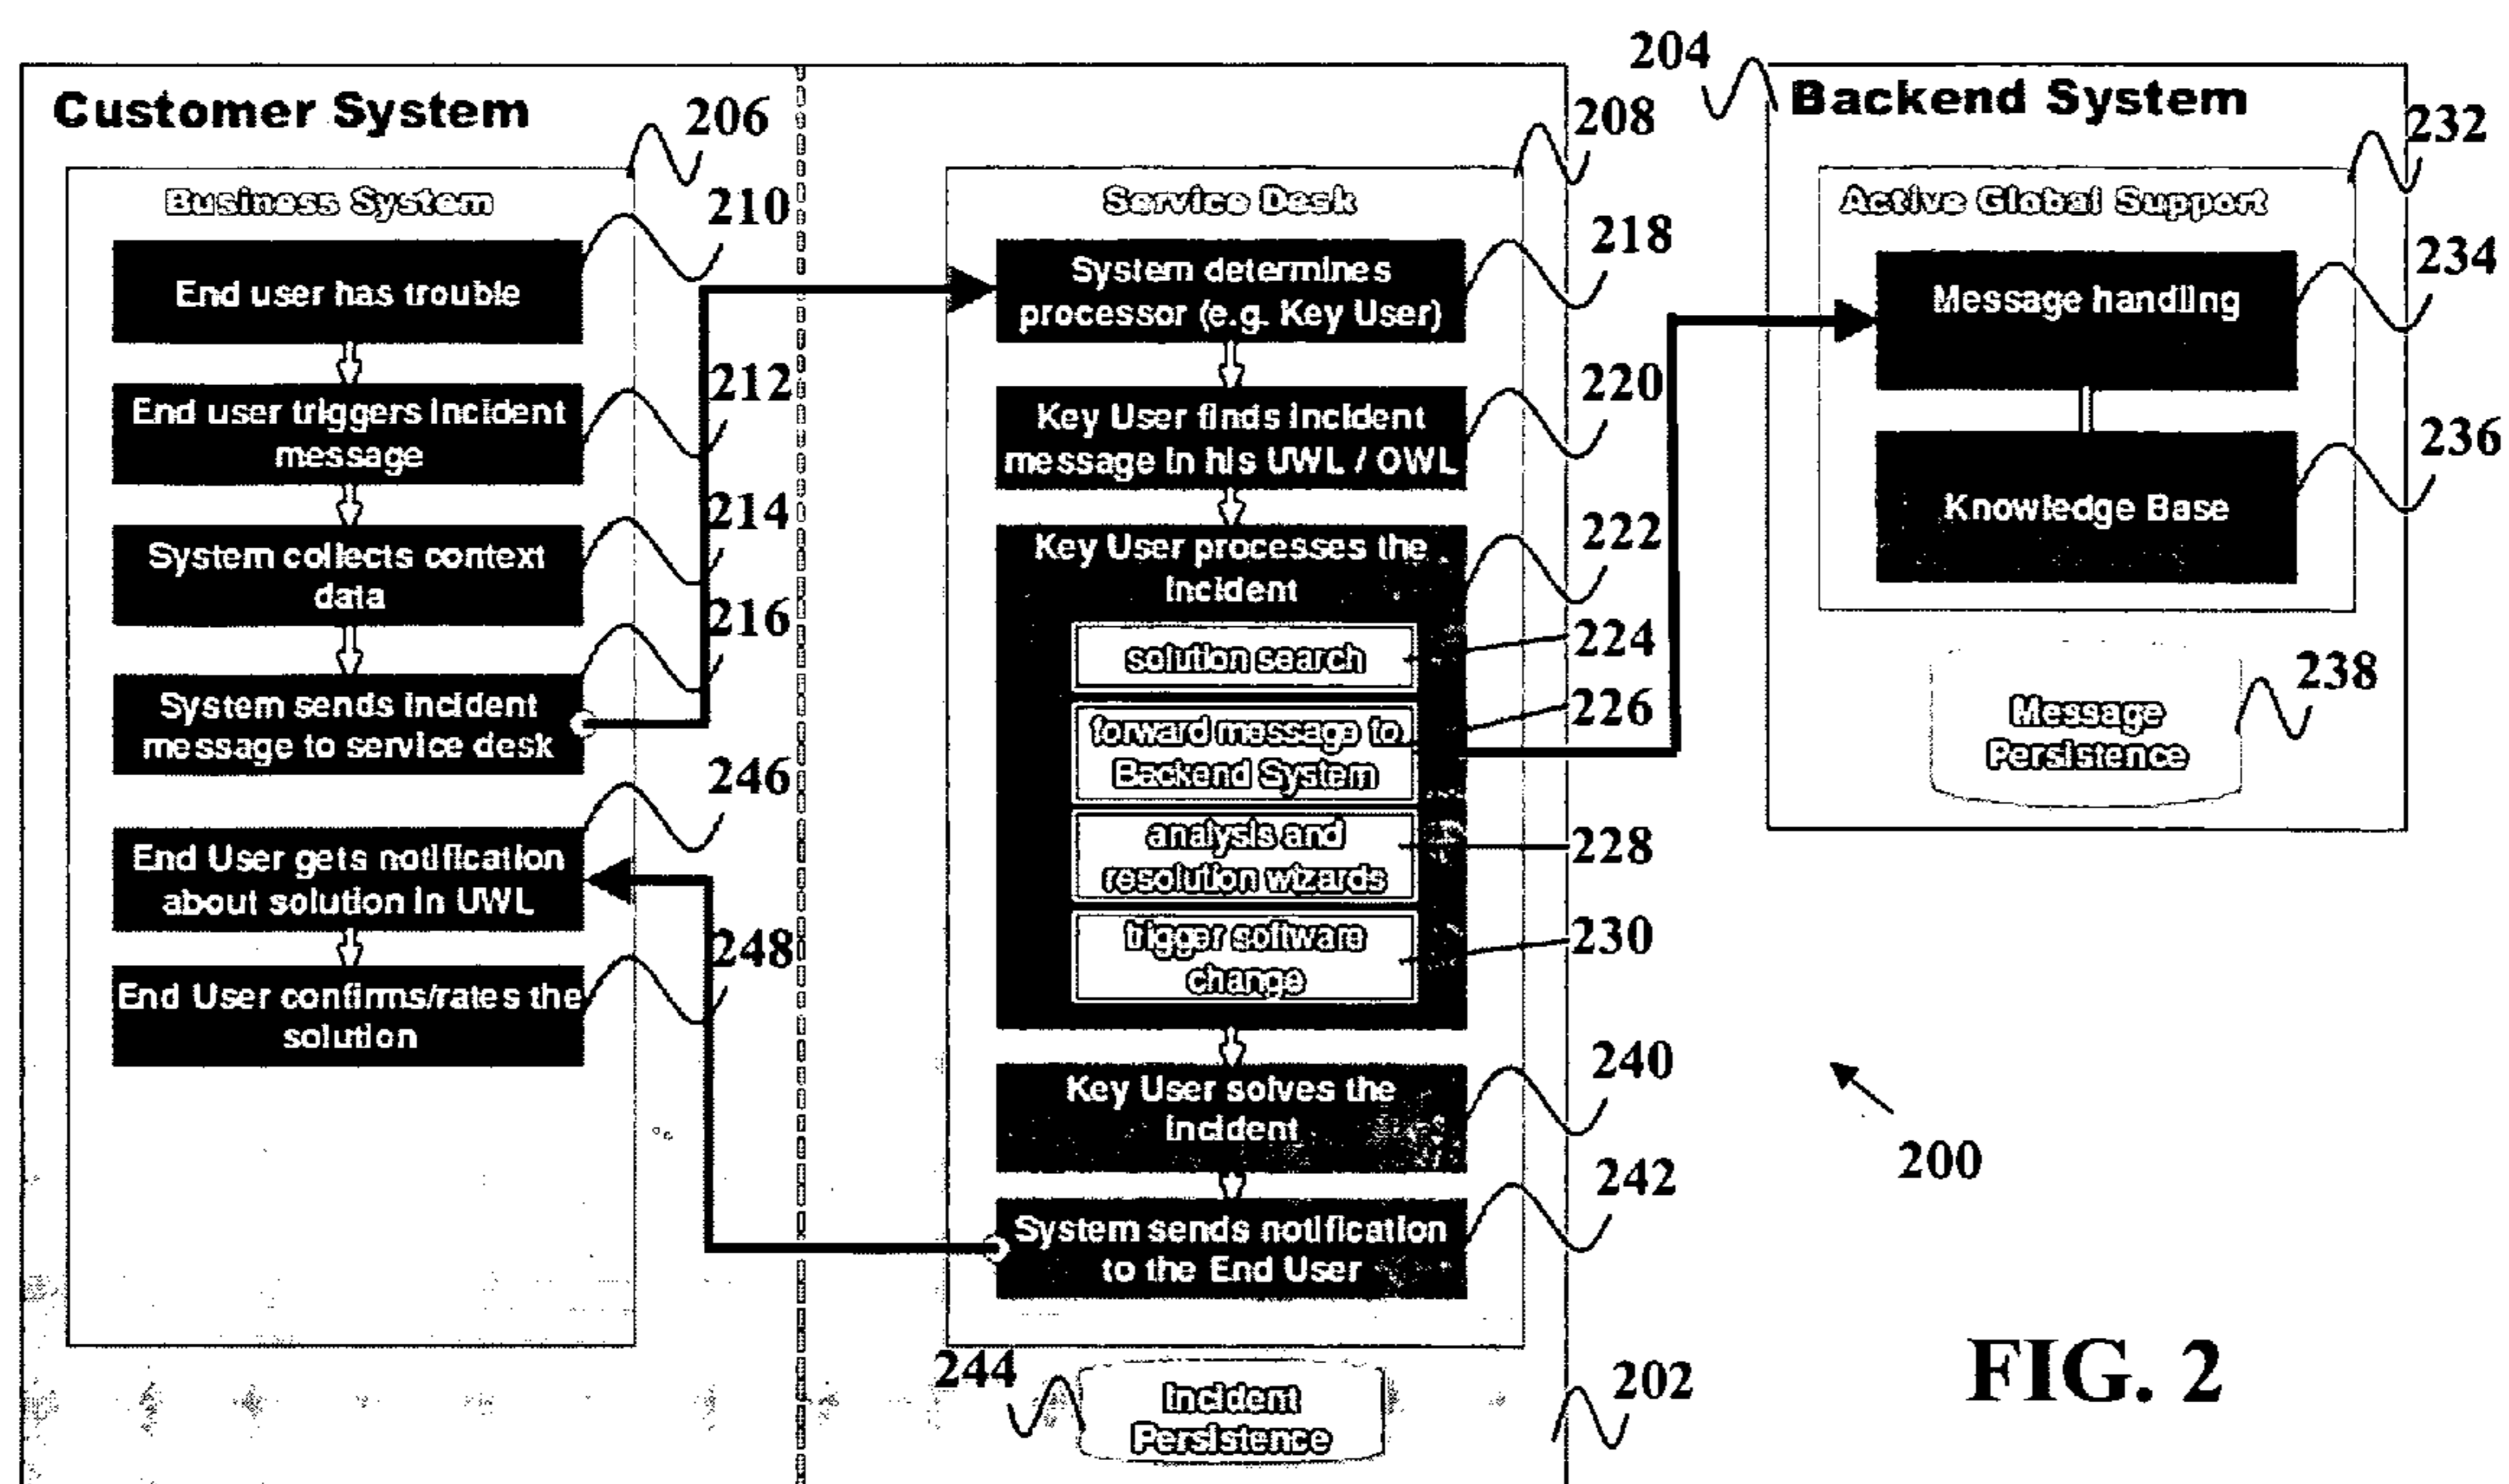 Customer System
206
Business System
210
End user has trouble
212
End user triggers incident
message
214
System collects context
data
216
System sends incident
message to service desk
246
End User gets notification
about solution in UWL
248
End User confirms/rates the
solution
208
Service Desk
218
System determines
processor (e.g. Key User)
220
Key User finds incident
message in his UWL / OWL
222
Key User processes the
incident
224
solution search
226
forward message to
Backend System
228
analysis and
resolution wizards
230
trigger software
change
240
Key User solves the
incident
242
System sends notification
to the End User
244
Incident
Persistence
202
204
Backend System
232
Active Global Support
234
Message handling
236
Knowledge Base
238
Message
Persistence
200
FIG. 2